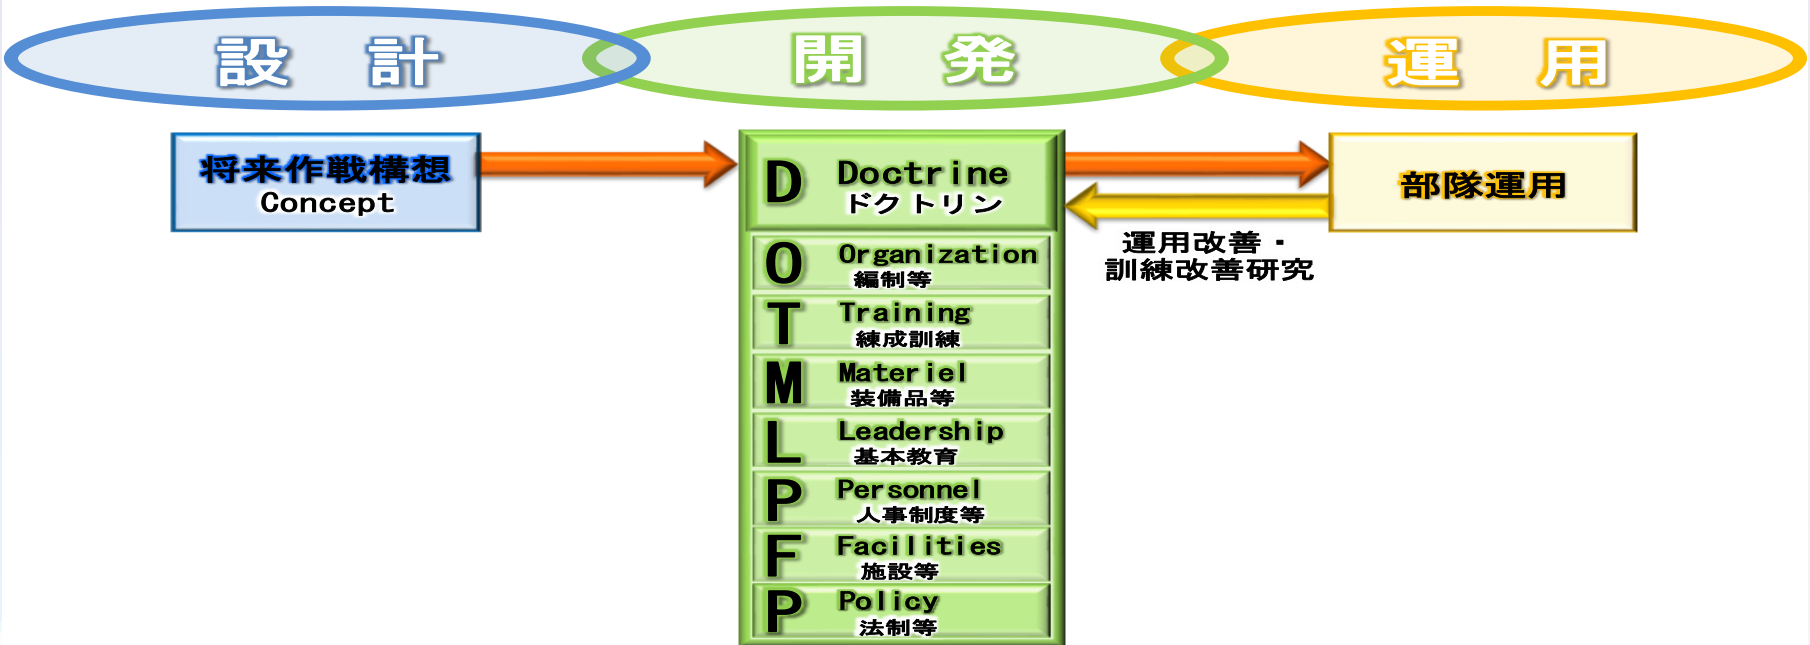 設 計
開 発
運 用
将来作戦構想
Concept
D
Doctrine
ドクトリン
部隊運用
運用改善・
訓練改善研究
O
Organization
編制等
T
Training
練成訓練
M
Materiel
装備品等
L
Leadership
基本教育
P
Personnel
人事制度等
F
Facilities
施設等
P
Policy
法制等